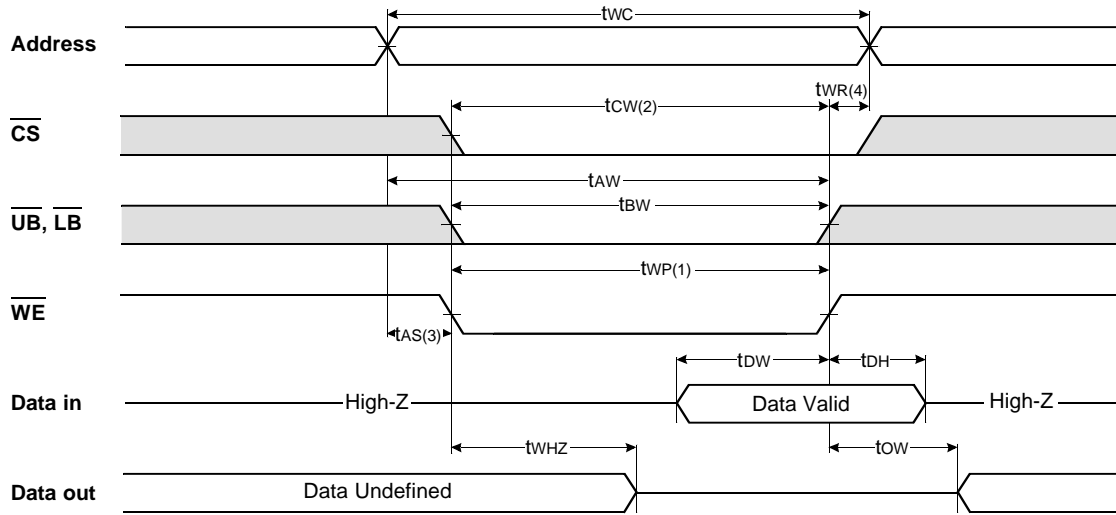 tWC
Address
tCW(2)
tWR(4)
CS
tAW
tBW
UB, LB
tWP(1)
WE
tAS(3)
tDW
tDH
Data in
High-Z
Data Valid
High-Z
tWHZ
tOW
Data out
Data Undefined